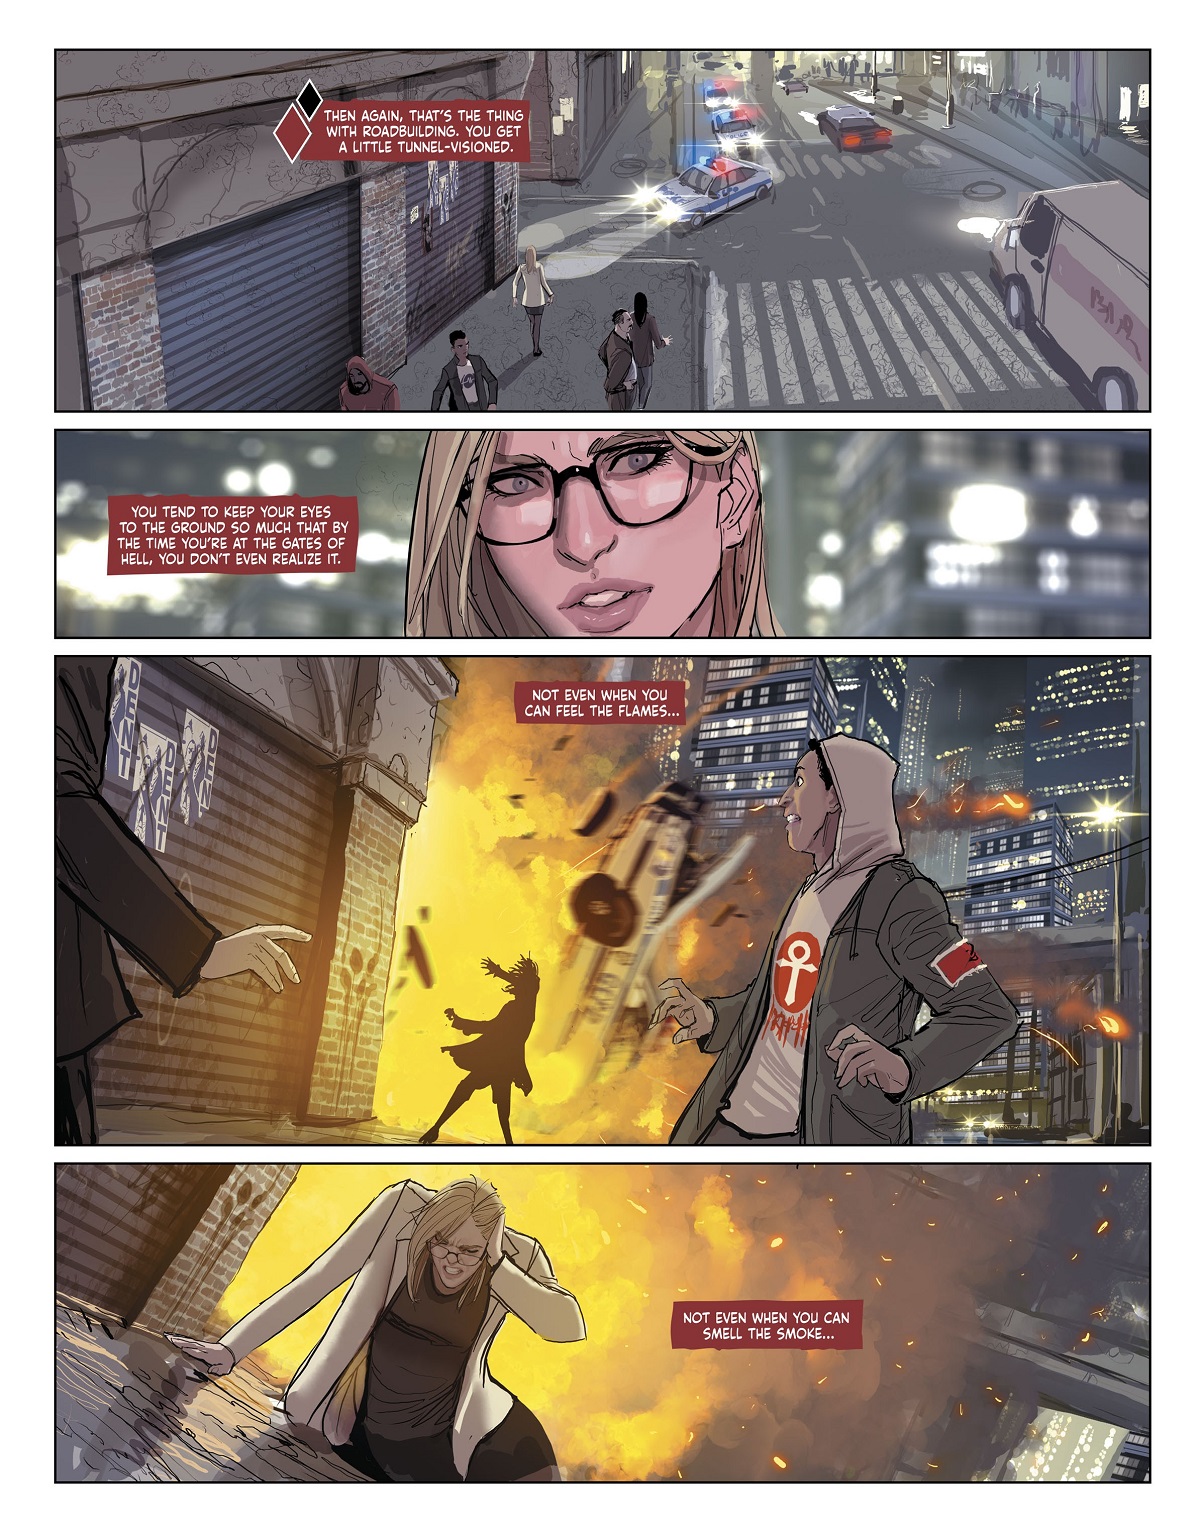 THEN AGAIN, THAT'S THE THING
WITH ROADBUILDING. YOU GET
A LITTLE TUNNEL-VISIONED.
YOU TEND TO KEEP YOUR EYES
TO THE GROUND SO MUCH THAT BY
THE TIME YOU'RE AT THE GATES OF
HELL, YOU DON'T EVEN REALIZE IT.
NOT EVEN WHEN YOU
CAN FEEL THE FLAMES...
NOT EVEN WHEN YOU CAN
SMELL THE SMOKE...